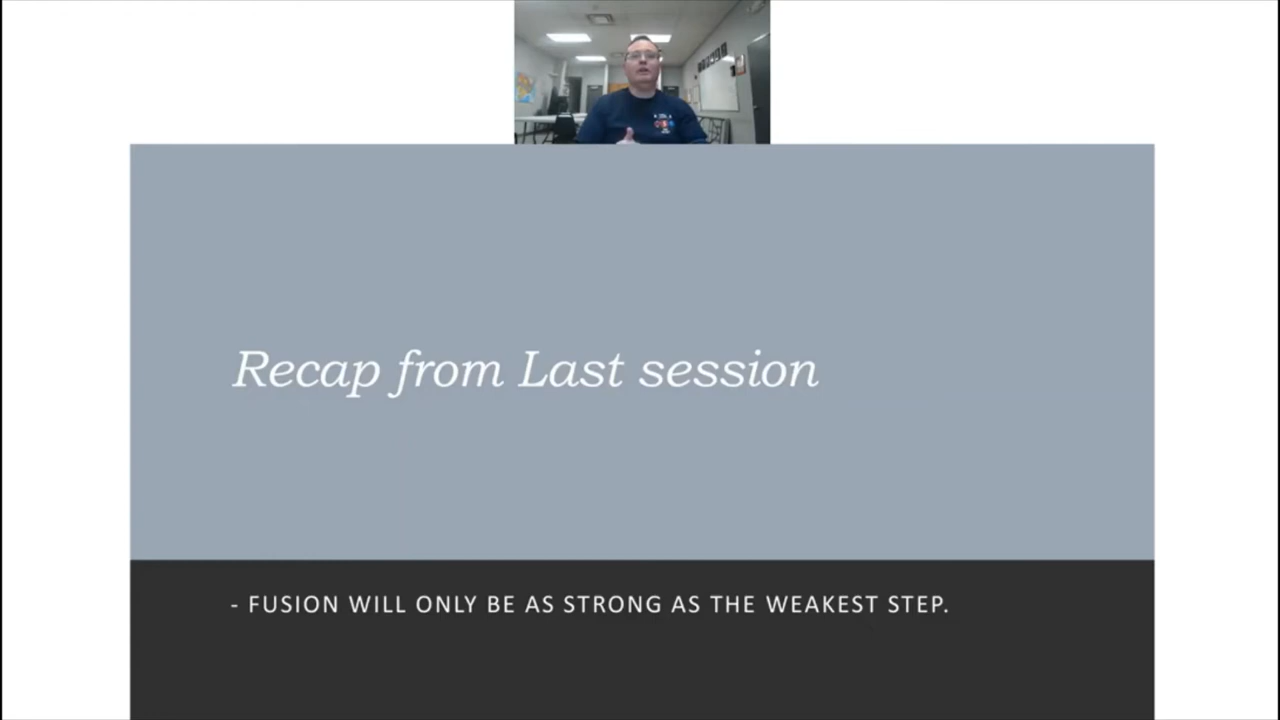 Recap from Last session
- FUSION WILL ONLY BE AS STRONG AS THE WEAKEST STEP.